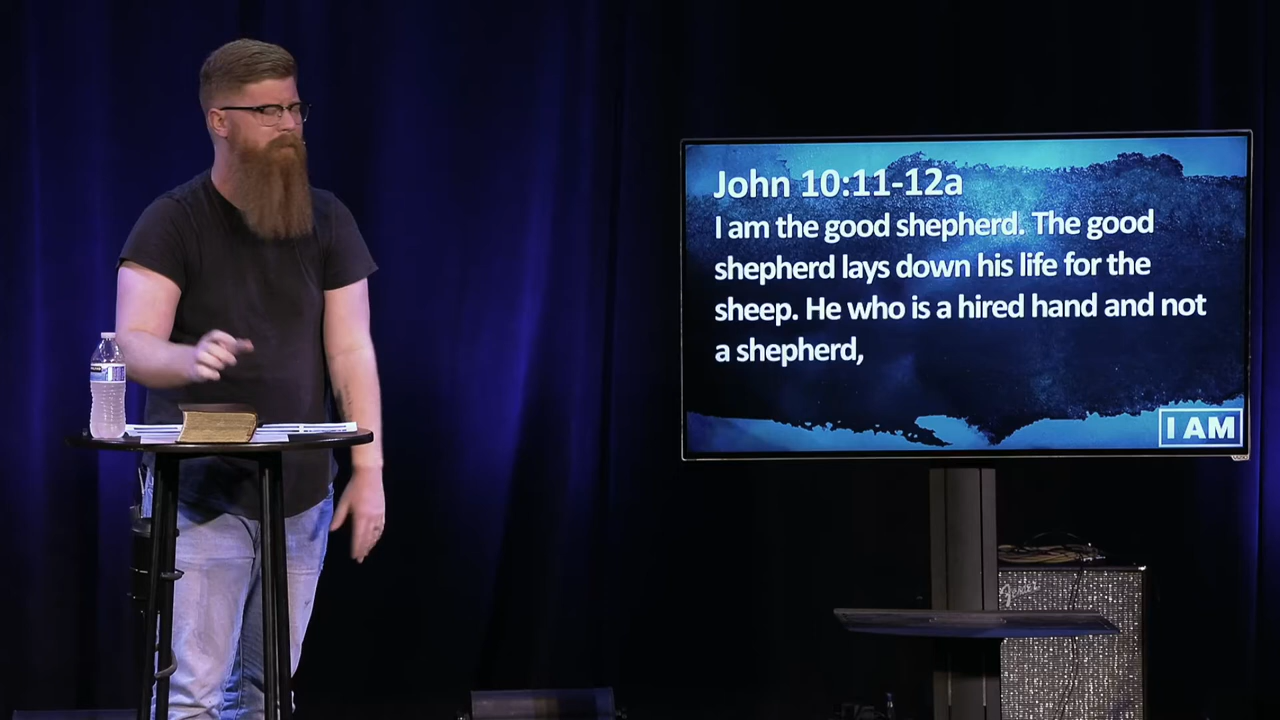 John 10:11-12a
I am the good shepherd. The good
shepherd lays down his life for the
sheep. He who is a hired hand and not
a shepherd,
I AM
Fender